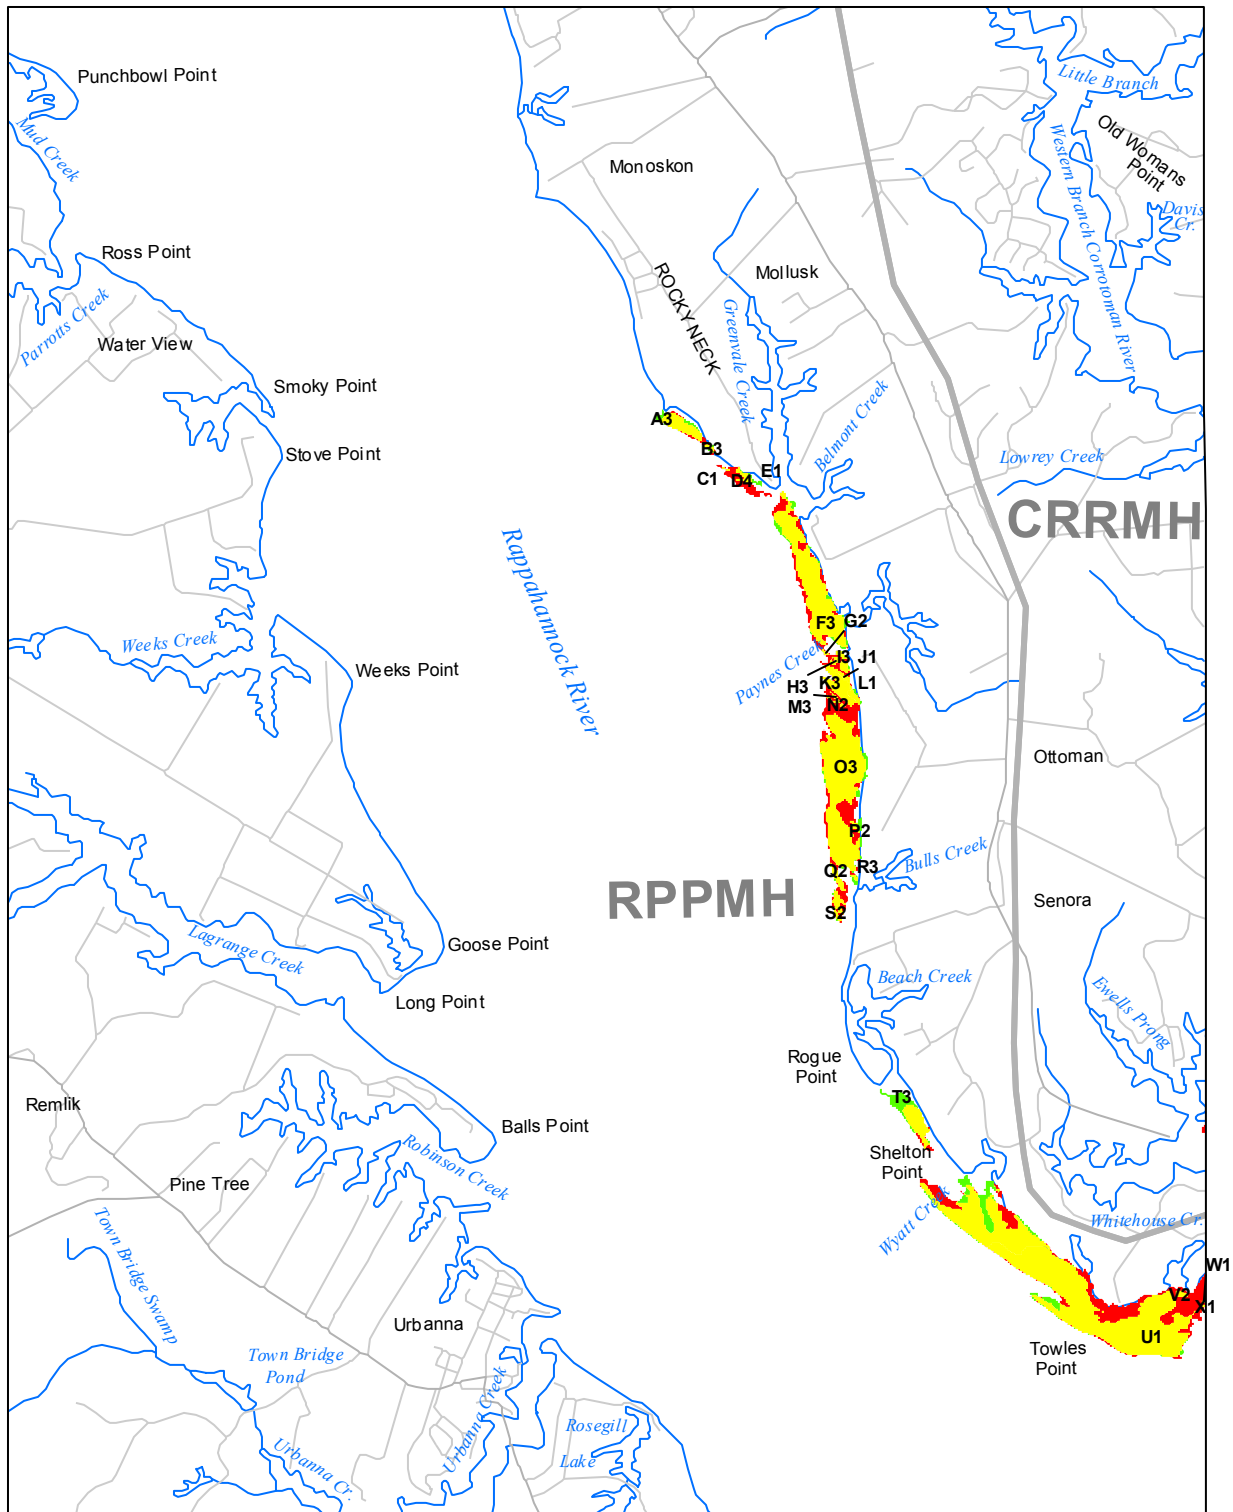 Punchbowl Point
Little Branch
Mud Creek
Western Branch Corrotoman River
Old Womans
Point
Monoskon
Davis
Cr.
Ross Point
Mollusk
ROCKY NECK
Parrotts Creek
Greenvale Creek
Water View
Smoky Point
Belmont Creek
A3
Stove Point
B3
E1
C1
D4
Lowrey Creek
CRRMH
Rappahannock River
F3
G2
Weeks Creek
Paynes Creek
I3
J1
Weeks Point
H3
K3
L1
M3
N2
Ottoman
O3
P2
Q2
R3
Bulls Creek
RPPMH
S2
Senora
Lagrange Creek
Goose Point
Beach Creek
Ewells Prong
Long Point
Rogue
Point
Remlik
T3
Balls Point
Robinson Creek
Shelton
Point
Pine Tree
Wyatt Creek
Whitehouse Cr.
Town Bridge Swamp
W1
V2
X1
Urbanna
U1
Town Bridge
Pond
Towles
Point
Urbanna Creek
Rosegill
Lake
Urbanna Cr.